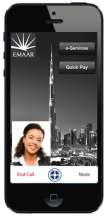 EMAAR
e-Services
Quick Pay
End Call
Mute